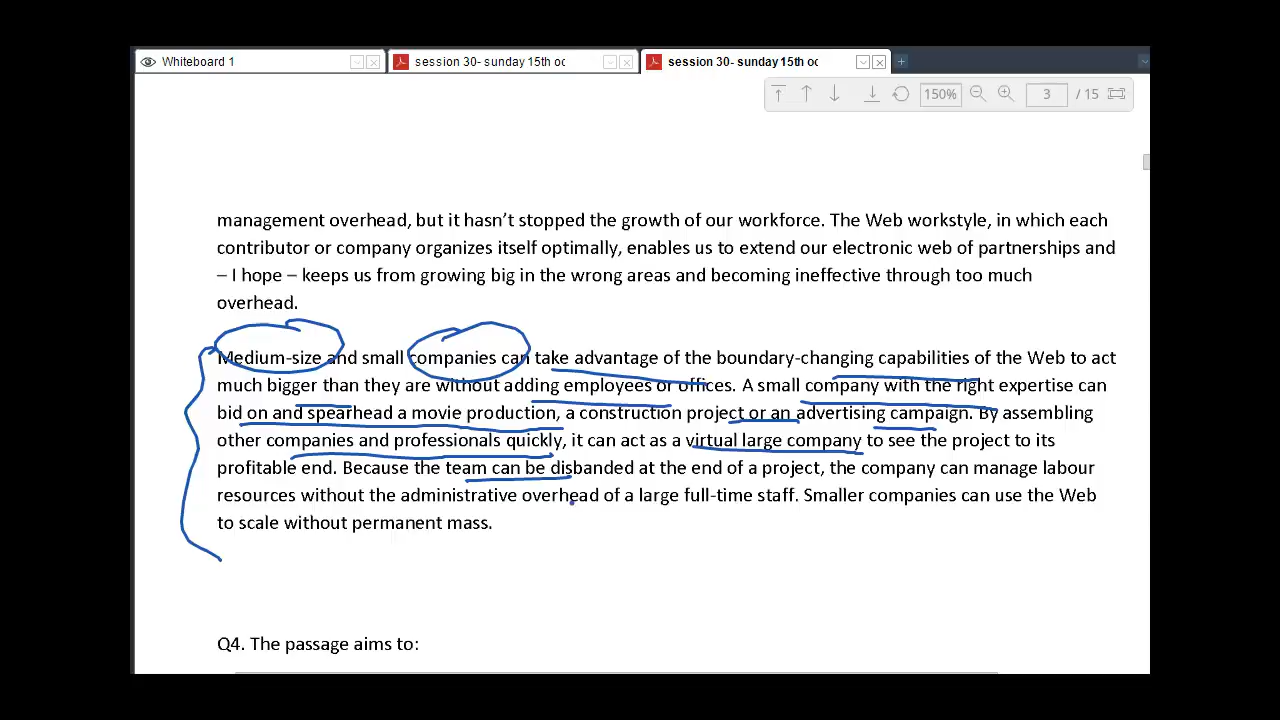 Whiteboard 1
session 30- sunday 15th oc
session 30- sunday 15th oc
150%
3
/ 15
management overhead, but it hasn't stopped the growth of our workforce. The Web workstyle, in which each
contributor or company organizes itself optimally, enables us to extend our electronic web of partnerships and
– I hope – keeps us from growing big in the wrong areas and becoming ineffective through too much
overhead.
Medium-size and small companies can take advantage of the boundary-changing capabilities of the Web to act
much bigger than they are without adding employees or offices. A small company with the right expertise can
bid on and spearhead a movie production, a construction project or an advertising campaign. By assembling
other companies and professionals quickly, it can act as a virtual large company to see the project to its
profitable end. Because the team can be disbanded at the end of a project, the company can manage labour
resources without the administrative overhead of a large full-time staff. Smaller companies can use the Web
to scale without permanent mass.
Q4. The passage aims to: